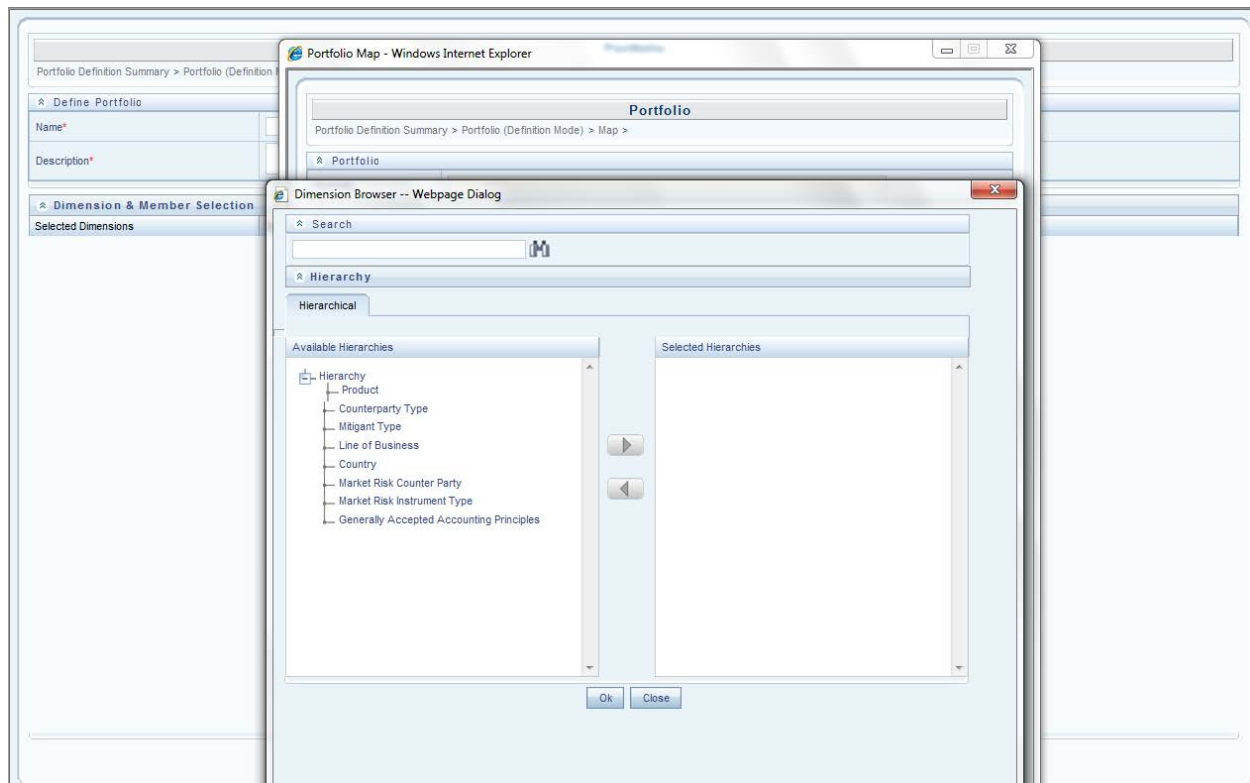 Portfolio Map - Windows Internet Explorer
Portfolio Definition Summary > Portfolio (Definition
Define Portfolio
Name*
Description*
Dimension & Member Selection
Selected Dimensions
Portfolio
Portfolio Definition Summary > Portfolio (Definition Mode) > Map >
Portfolio
Dimension Browser -- Webpage Dialog
Search
Hierarchy
Hierarchical
Available Hierarchies
Selected Hierarchies
Hierarchy
Product
Counterparty Type
Mitigant Type
Line of Business
Country
Market Risk Counter Party
Market Risk Instrument Type
Generally Accepted Accounting Principles
Ok
Close